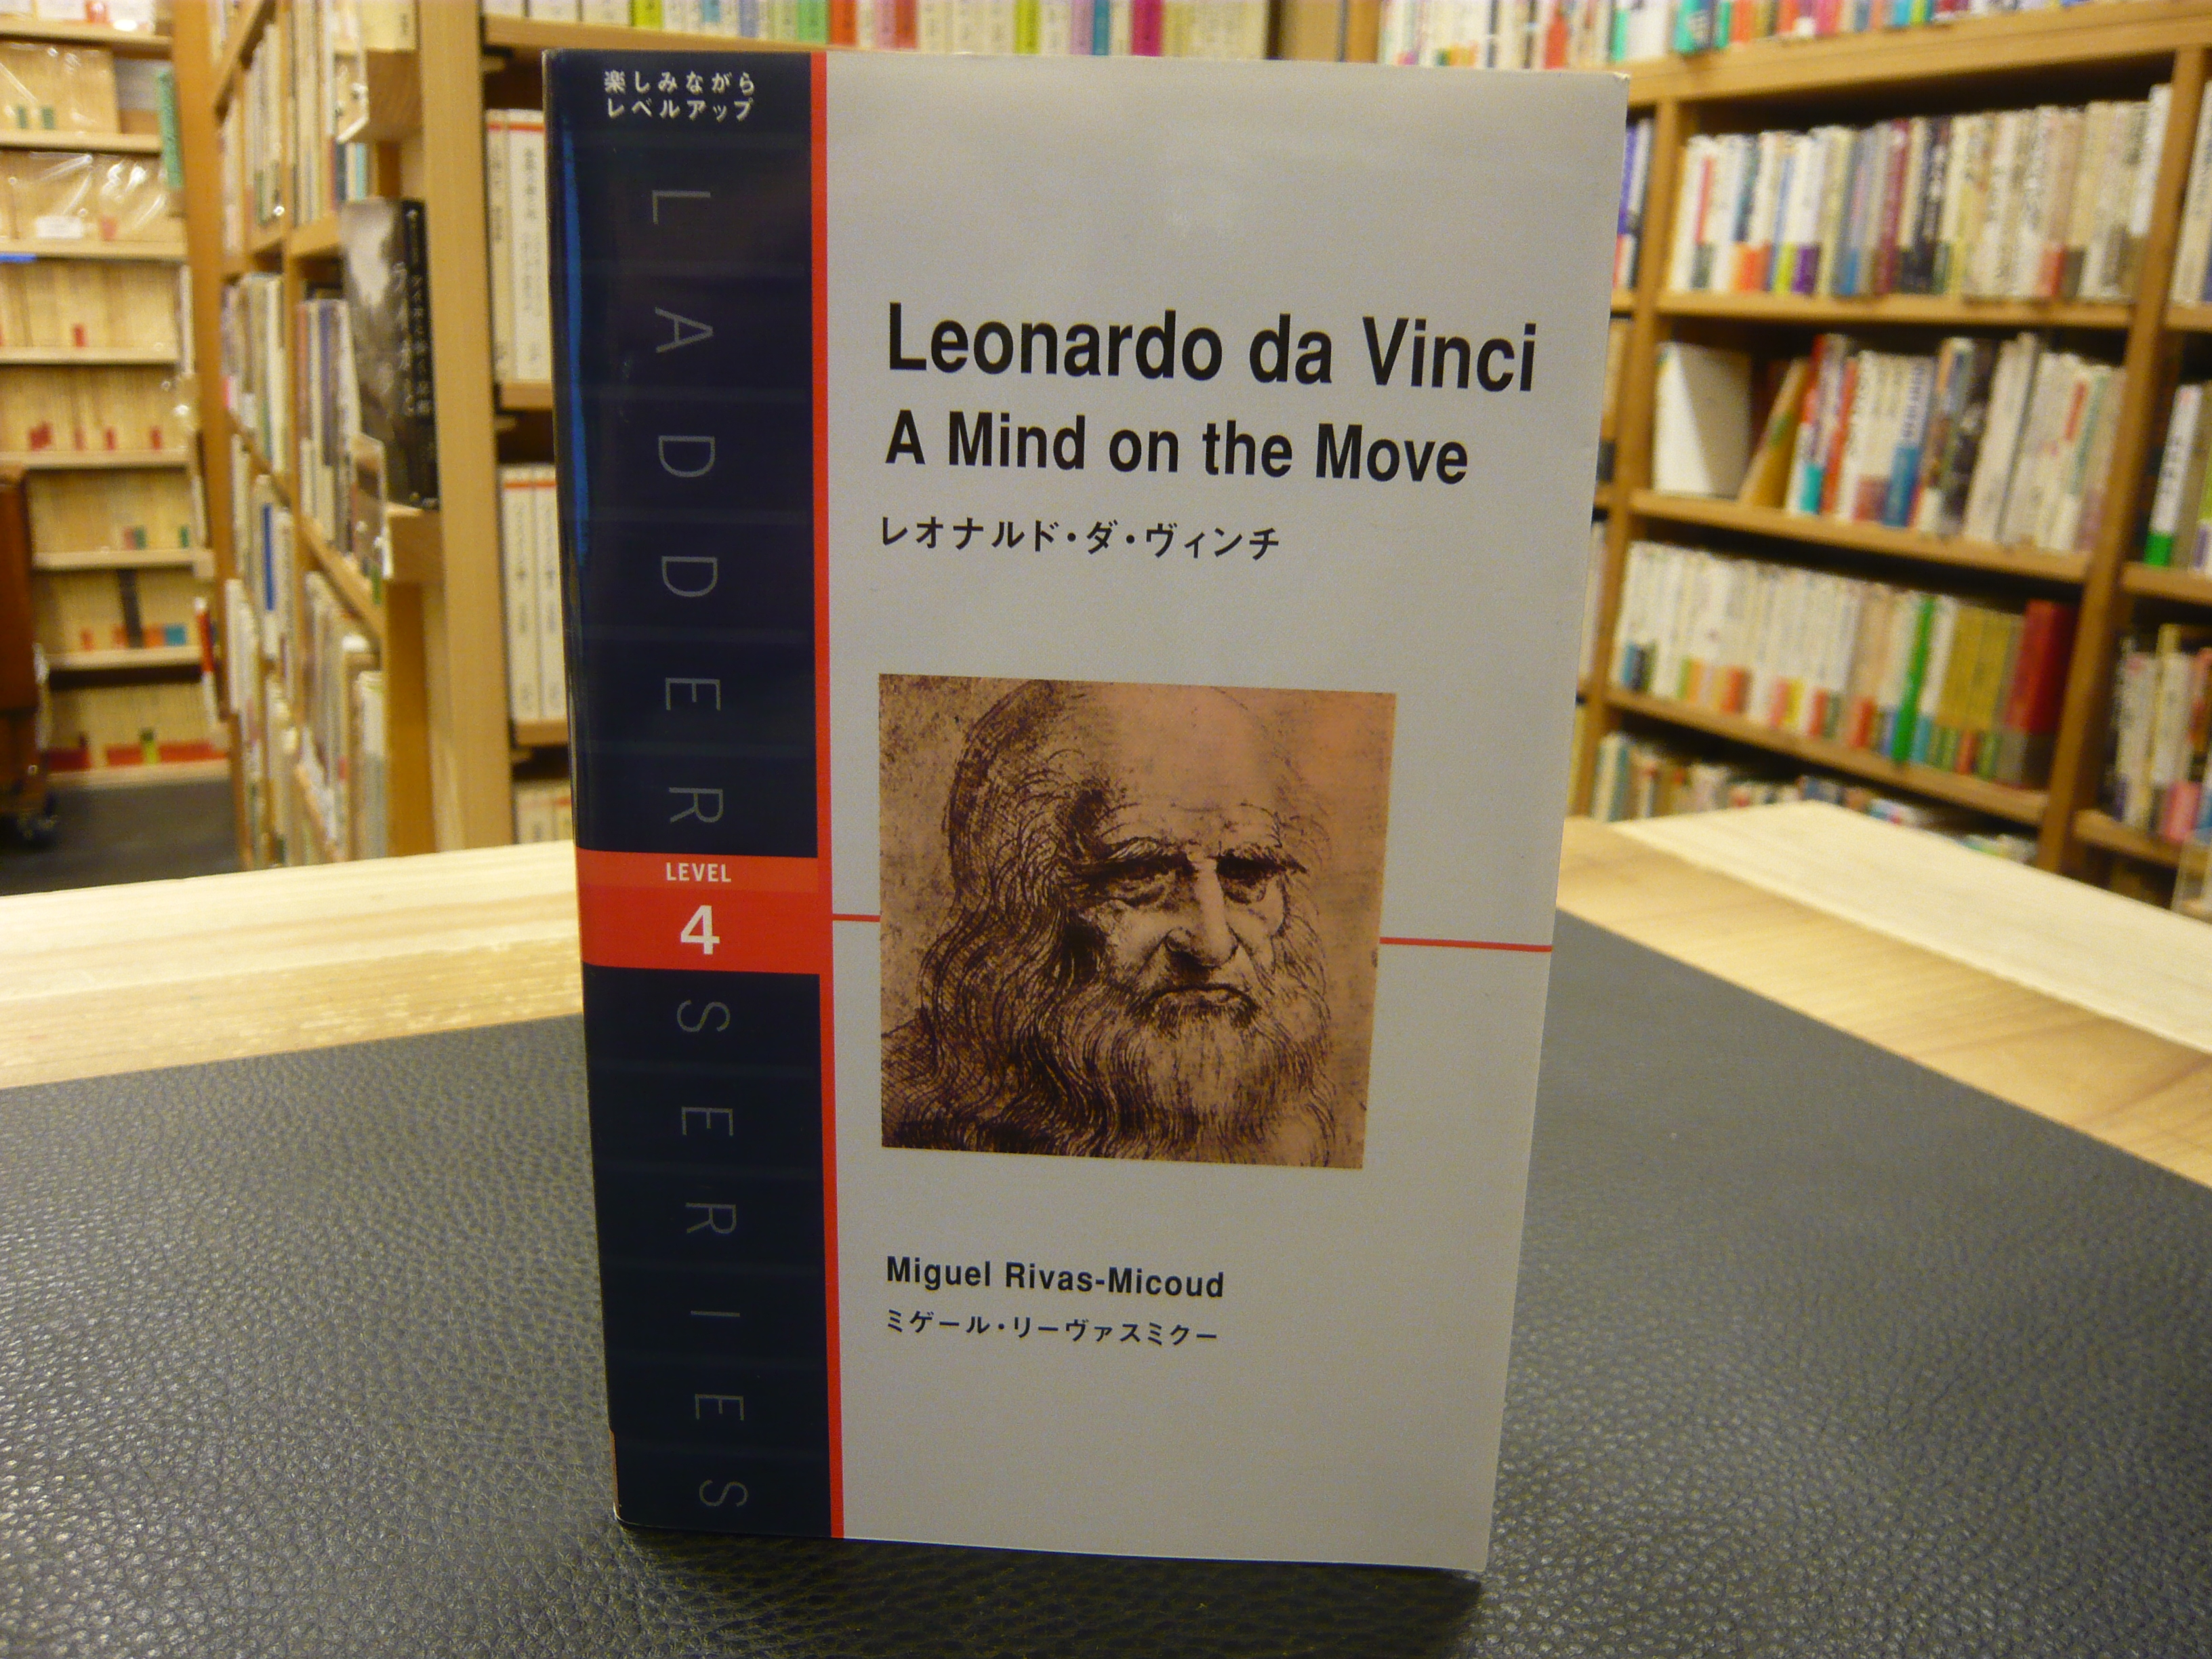 楽しみながら
レベルアップ
LADDER
LEVEL
4
SERIES
Leonardo da Vinci
A Mind on the Move
レオナルド・ダ・ヴィンチ
Miguel Rivas-Micoud
ミゲール・リーヴァスミクー